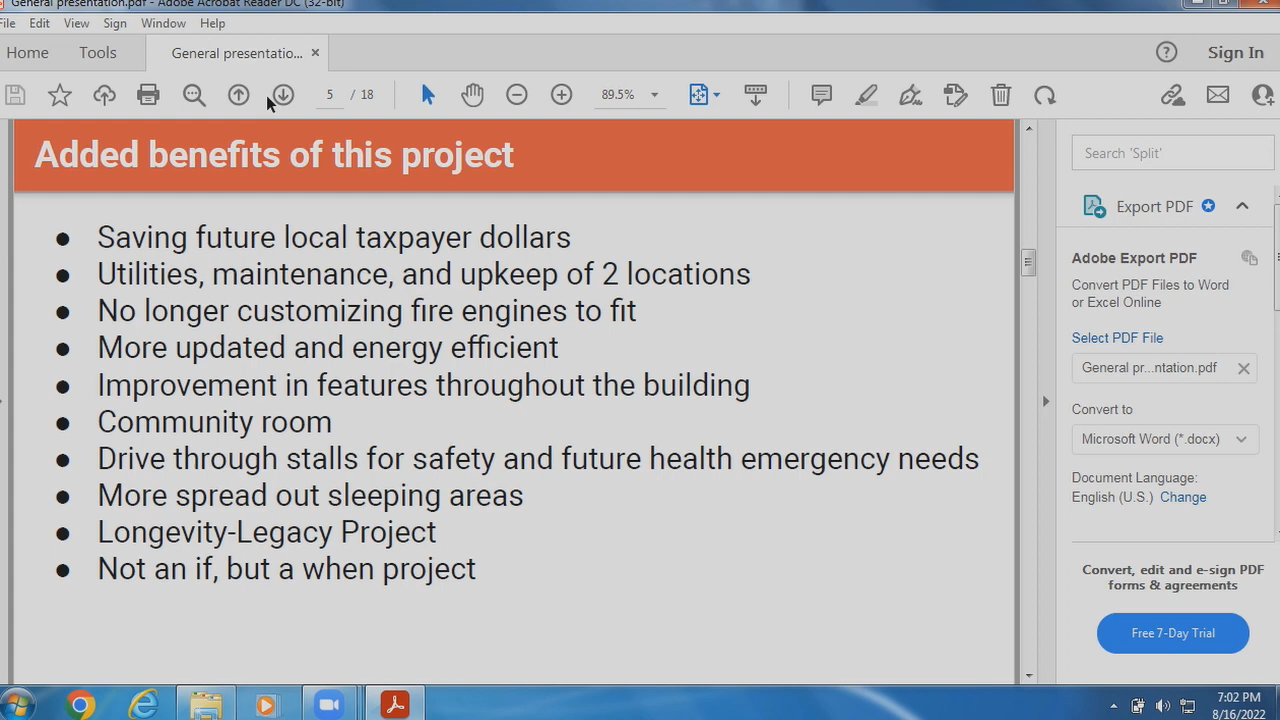 General presentation.pdf - Adobe Acrobat Reader DC (32-bit)
File Edit View Sign Window Help
Home Tools General presentatio... × Sign In
5 / 18 89.5%
Added benefits of this project
● Saving future local taxpayer dollars
● Utilities, maintenance, and upkeep of 2 locations
● No longer customizing fire engines to fit
● More updated and energy efficient
● Improvement in features throughout the building
● Community room
● Drive through stalls for safety and future health emergency needs
● More spread out sleeping areas
● Longevity-Legacy Project
● Not an if, but a when project
Search 'Split'
Export PDF
Adobe Export PDF
Convert PDF Files to Word
or Excel Online
Select PDF File
General pr...ntation.pdf
Convert to
Microsoft Word (*.docx)
Document Language:
English (U.S.) Change
Convert, edit and e-sign PDF
forms & agreements
Free 7-Day Trial
7:02 PM
8/16/2022